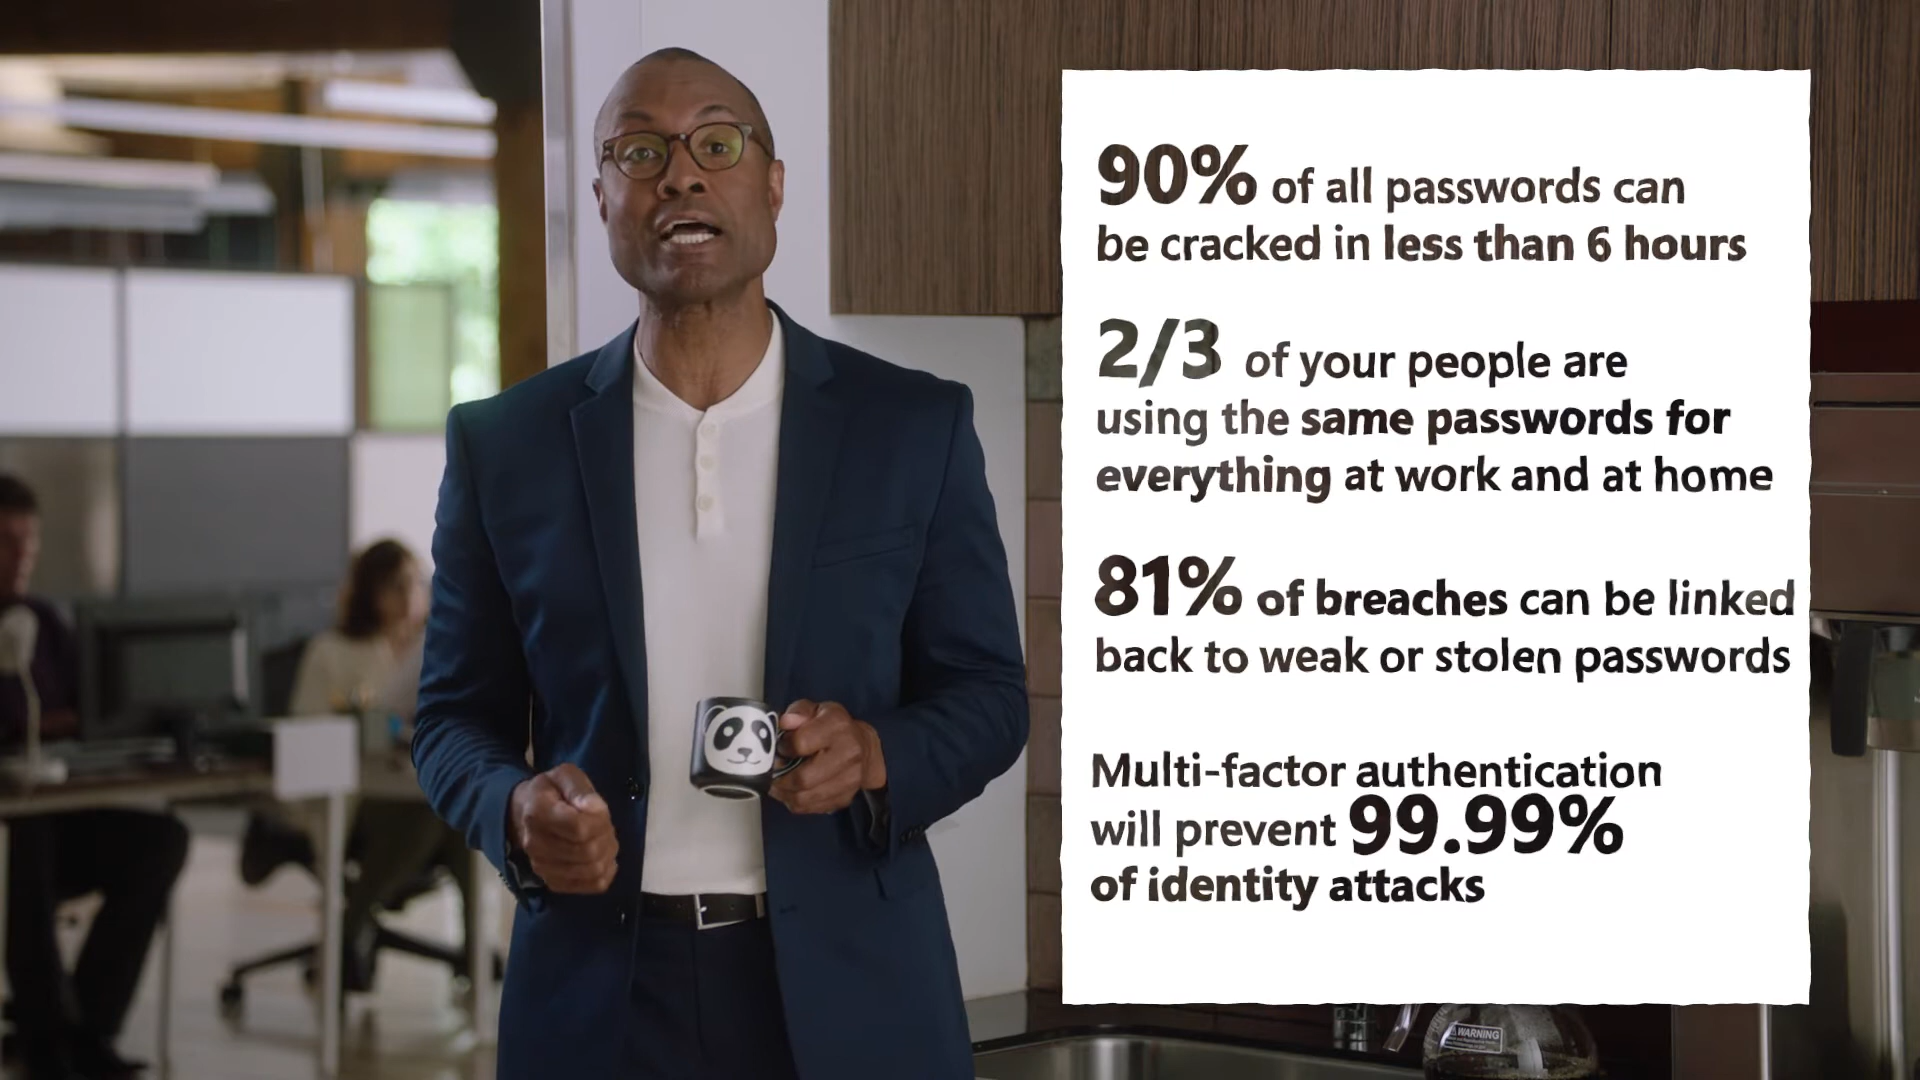 90% of all passwords can
be cracked in less than 6 hours
2/3 of your people are
using the same passwords for
everything at work and at home
81% of breaches can be linked
back to weak or stolen passwords
Multi-factor authentication
will prevent 99.99%
of identity attacks
WARNING